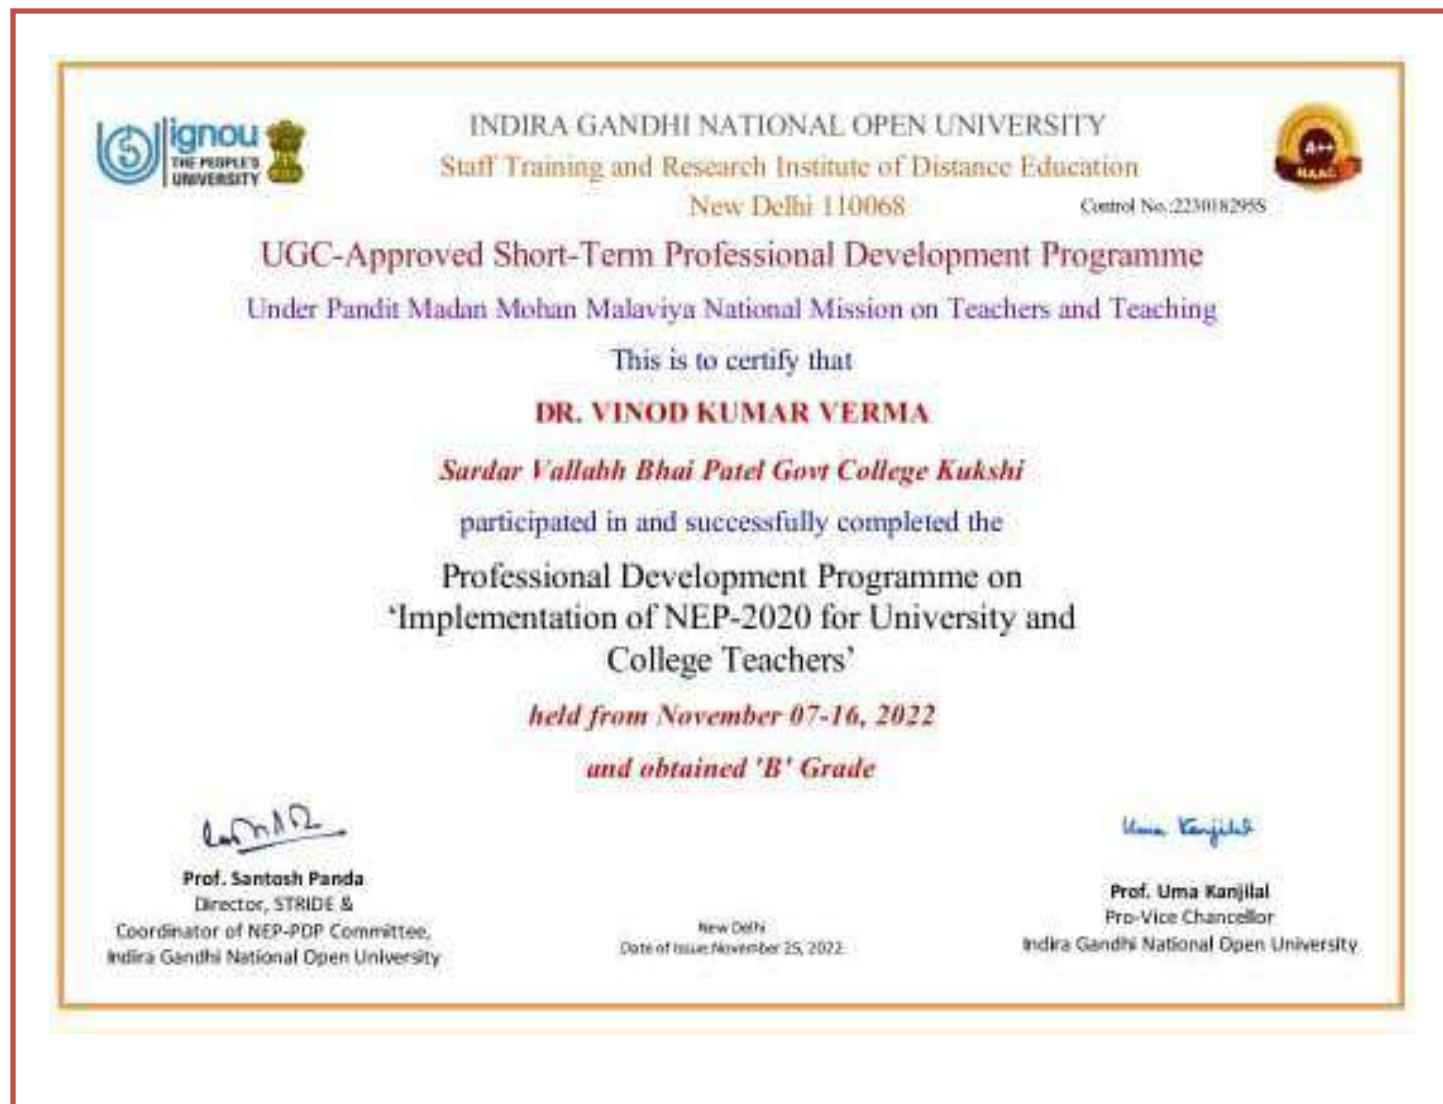 ignou
THE PEOPLE'S
UNIVERSITY
INDIRA GANDHI NATIONAL OPEN UNIVERSITY
Staff Training and Research Institute of Distance Education
New Delhi 110068
A++
NAAC
Control No.:223018295S
UGC-Approved Short-Term Professional Development Programme
Under Pandit Madan Mohan Malaviya National Mission on Teachers and Teaching
This is to certify that
DR. VINOD KUMAR VERMA
Sardar Vallabh Bhai Patel Govt College Kukshi
participated in and successfully completed the
Professional Development Programme on
‘Implementation of NEP-2020 for University and
College Teachers’
held from November 07-16, 2022
and obtained 'B' Grade
Prof. Santosh Panda
Director, STRIDE &
Coordinator of NEP-PDP Committee,
Indira Gandhi National Open University
New Delhi
Date of Issue:November 25, 2022
Uma Kanjilal
Prof. Uma Kanjilal
Pro-Vice Chancellor
Indira Gandhi National Open University